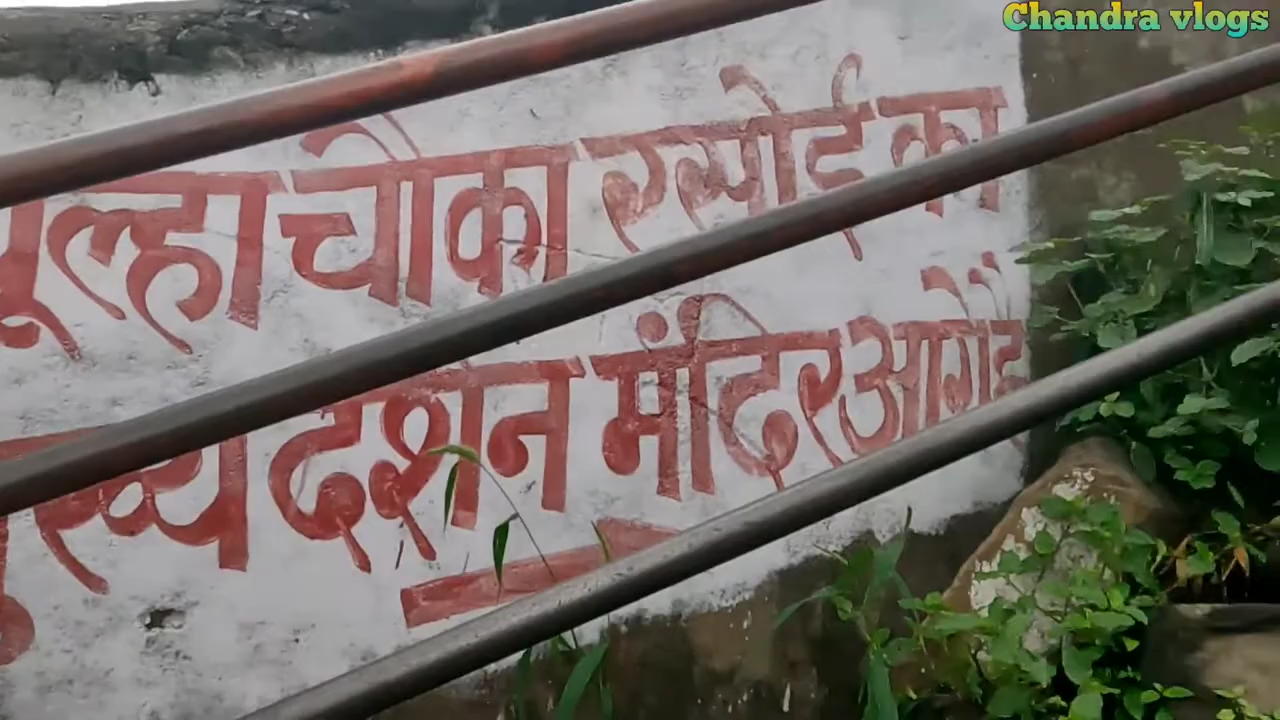 Chandra vlogs
चूल्हा चौका रसोई का
मुख्य दर्शन मंदिर आगे है